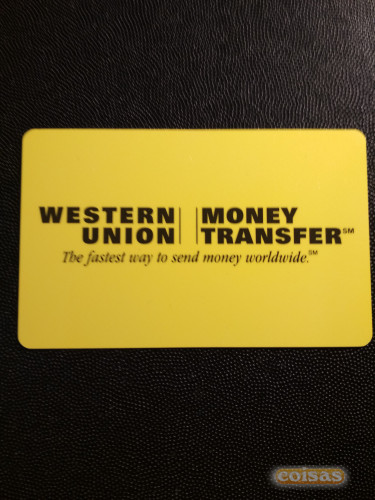 WESTERN UNION || MONEY TRANSFER℠
The fastest way to send money worldwide.℠
coisas